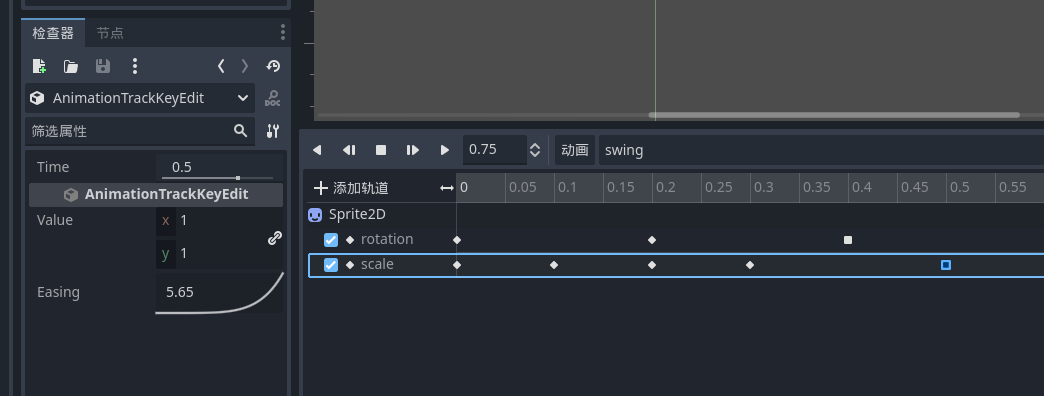 检查器 节点
AnimationTrackKeyEdit
DOC
筛选属性
Time 0.5
AnimationTrackKeyEdit
Value x 1
y 1
Easing 5.65
0.75 动画 swing
添加轨道 0 0.05 0.1 0.15 0.2 0.25 0.3 0.35 0.4 0.45 0.5 0.55
Sprite2D
rotation
scale